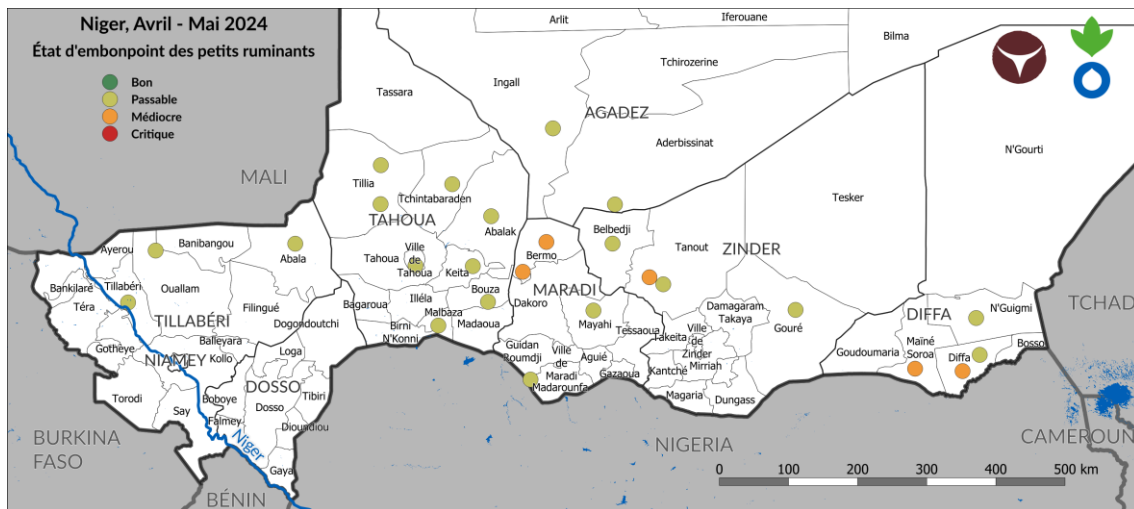 Niger, Avril - Mai 2024
État d'embonpoint des petits ruminants
Bon
Passable
Médiocre
Critique
Arlit
Iferouane
Bilma
Ingall
Tchirozerine
Tassara
AGADEZ
Aderbissinat
N'Gourti
MALI
Tillia
Tchintabaraden
Tesker
TAHOUA
Abalak
Belbedji
Tanout
ZINDER
Ayerou
Banibangou
Abala
Tahoua
Ville
de
Tahoua
Keita
Bermo
Bankilaré
Tillabéri
Ouallam
Filingué
Bagaroua
Illéla
Bouza
Dakoro
MARADI
Téra
TILLABÉRI
Dogondoutchi
Birni
N'Konni
Malbaza
Madaoua
Mayahi
Tessaoua
Damagaram
Takaya
Gouré
DIFFA
N'Guigmi
TCHAD
Gotheye
NIAMEY
Balleyara
Kollo
Loga
Guidan
Roumdji
Ville
de
Maradi
Madarounfa
Aguié
Gazaoua
Takeita
Ville
de
Zinder
Mirriah
Kantché
Magaria
Dungass
Goudoumaria
Maïné
Soroa
Diffa
Bosso
Torodi
Say
Boboye
DOSSO
Dosso
Tibiri
Falmey
Dioundiou
Gaya
Niger
BURKINA
FASO
BÉNIN
NIGERIA
CAMEROUN
0 100 200 300 400 500 km